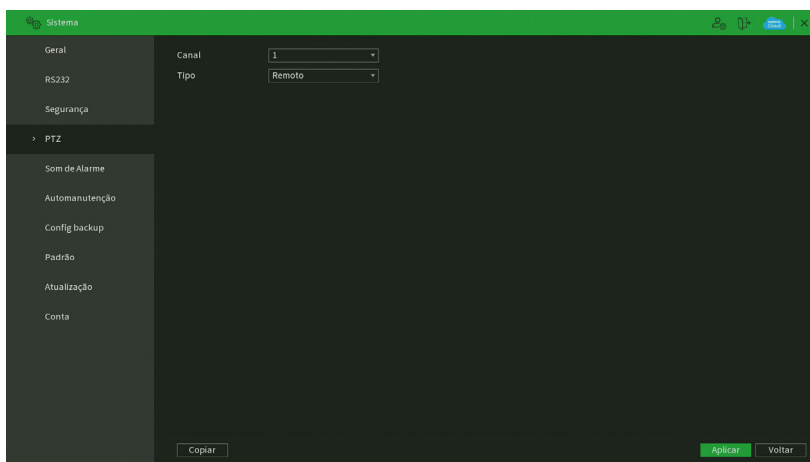 Sistema
Geral
RS232
Segurança
PTZ
Som de Alarme
Automanutenção
Config backup
Padrão
Atualização
Conta
Canal
1
Tipo
Remoto
Copiar
Aplicar
Voltar